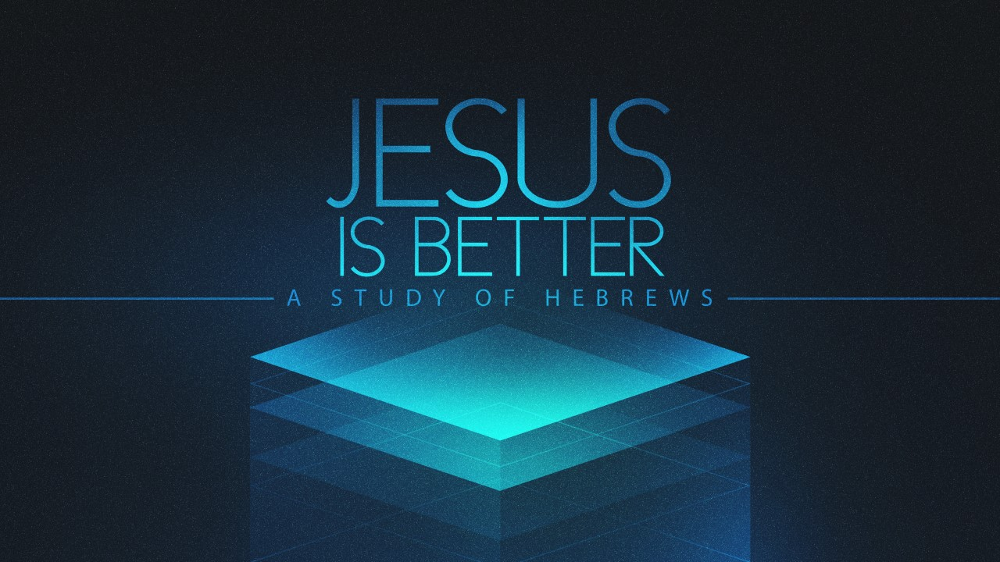 JESUS
IS BETTER
A STUDY OF HEBREWS